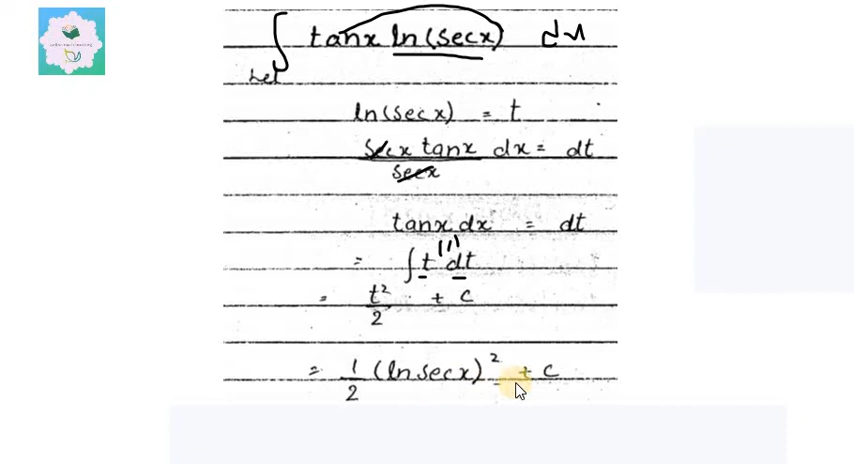 ∫ tanx ln(secx) dx
Let
ln(secx) = t
secx tanx / secx dx = dt
tanx dx = dt
= ∫ t⁽¹⁾ dt
= t²/2 + c
= 1/2 (ln secx)² + c